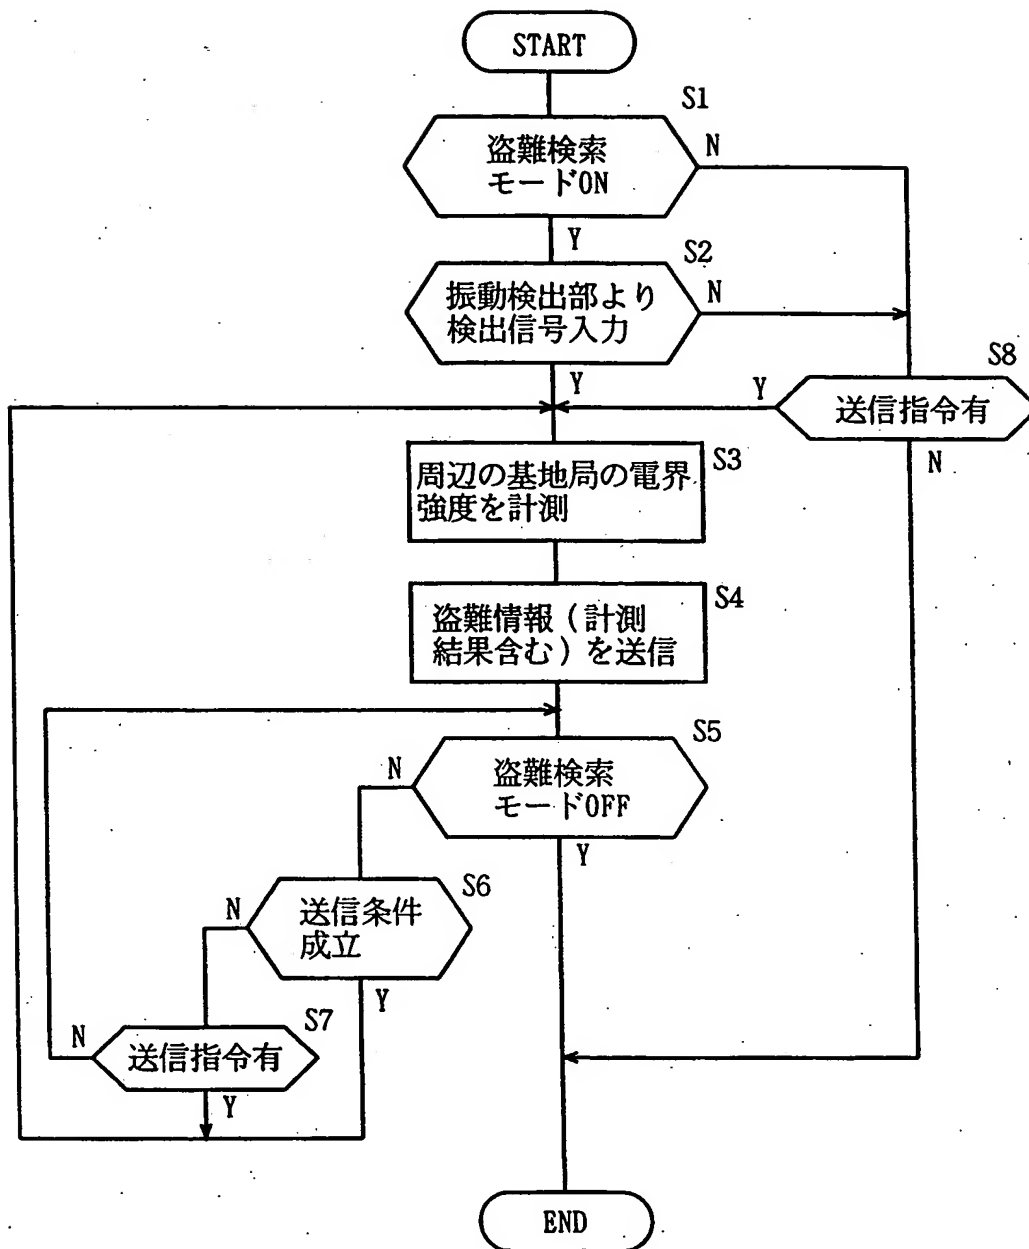 START
S1
盗難検索
モードON
N
Y
S2
振動検出部より
検出信号入力
N
Y
S8
送信指令有
Y
N
S3
周辺の基地局の電界
強度を計測
S4
盗難情報(計測
結果含む)を送信
S5
盗難検索
モードOFF
N
Y
S6
送信条件
成立
N
Y
S7
送信指令有
N
Y
END